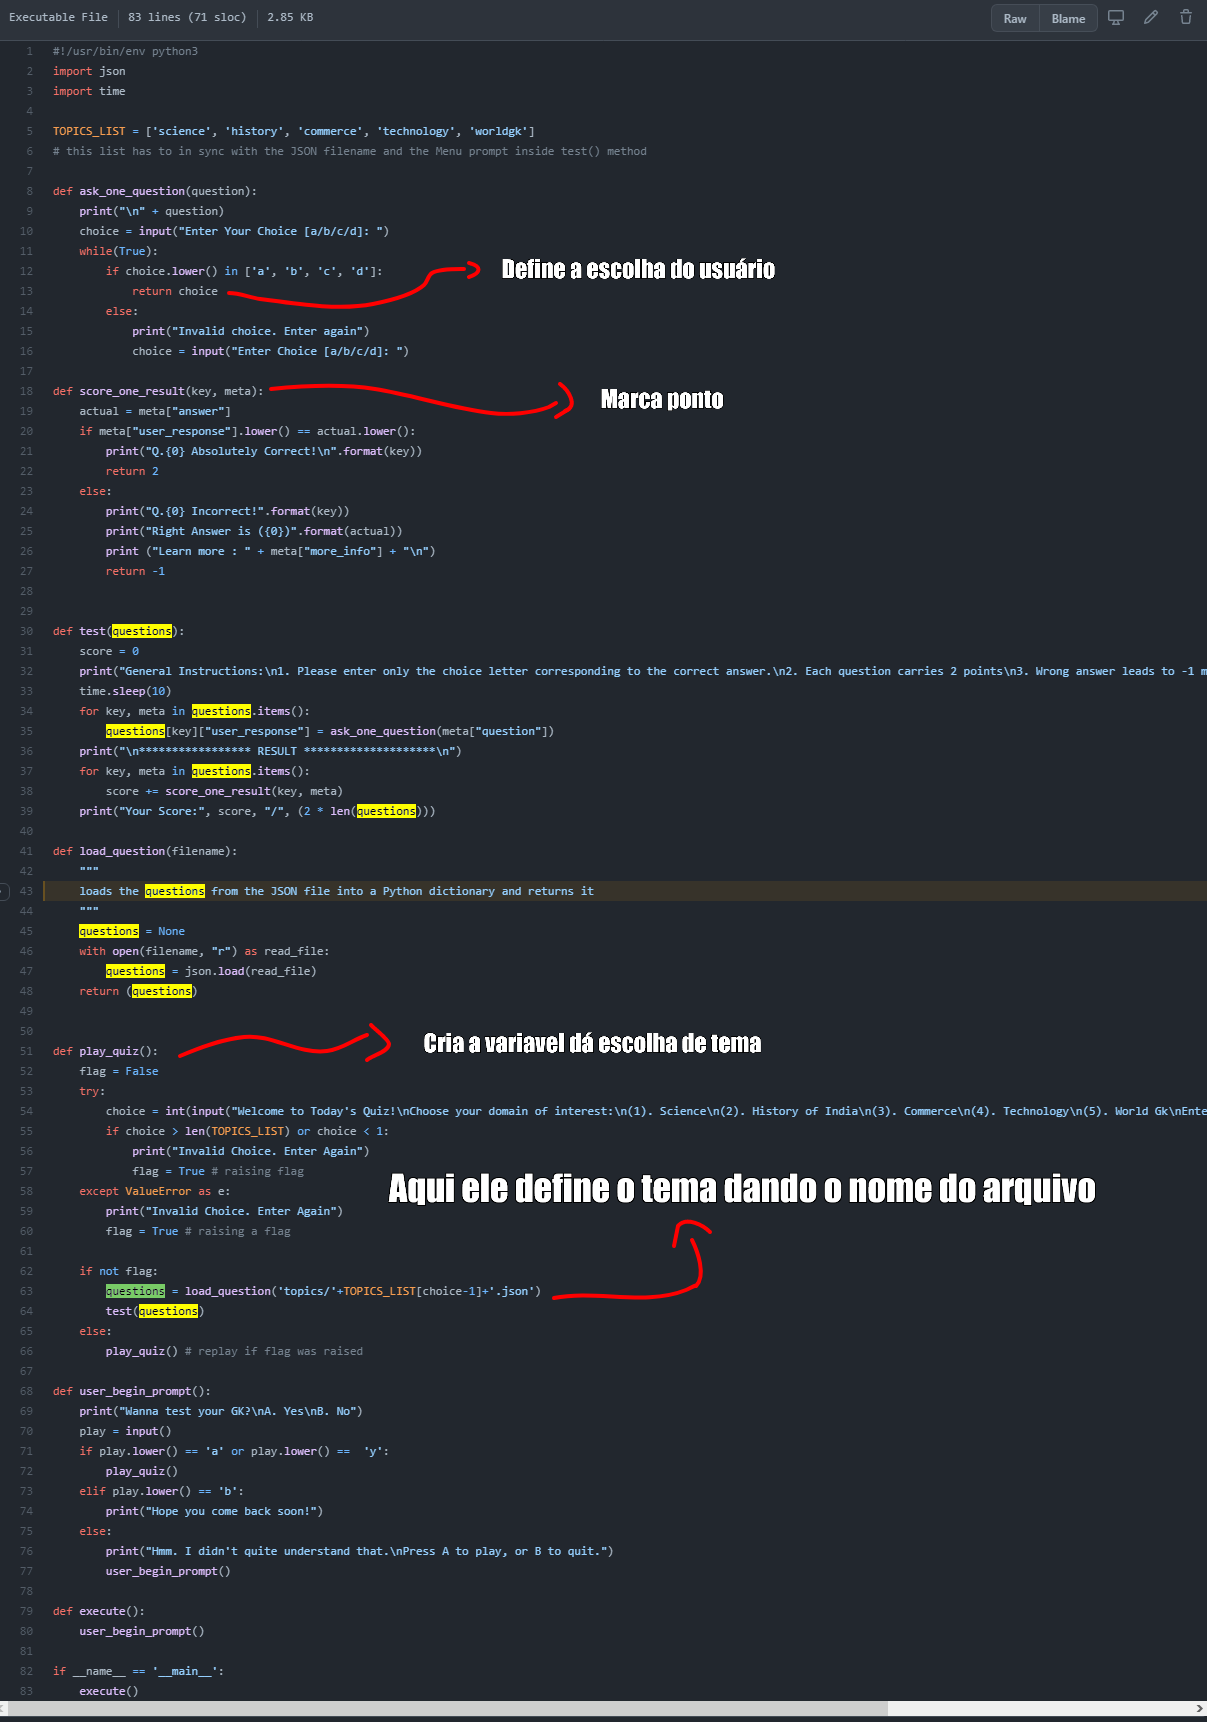 Executable File 83 lines (71 sloc) 2.85 KB Raw Blame
1 #!/usr/bin/env python3
2 import json
3 import time
4
5 TOPICS_LIST = ['science', 'history', 'commerce', 'technology', 'worldgk']
6 # this list has to in sync with the JSON filename and the Menu prompt inside test() method
7
8 def ask_one_question(question):
9 print("\n" + question)
10 choice = input("Enter Your Choice [a/b/c/d]: ")
11 while(True):
12 if choice.lower() in ['a', 'b', 'c', 'd']:
Define a escolha do usuário
13 return choice
14 else:
15 print("Invalid choice. Enter again")
16 choice = input("Enter Choice [a/b/c/d]: ")
17
18 def score_one_result(key, meta):
Marca ponto
19 actual = meta["answer"]
20 if meta["user_response"].lower() == actual.lower():
21 print("Q.{0} Absolutely Correct!\n".format(key))
22 return 2
23 else:
24 print("Q.{0} Incorrect!".format(key))
25 print("Right Answer is ({0})".format(actual))
26 print ("Learn more : " + meta["more_info"] + "\n")
27 return -1
28
29
30 def test(questions):
31 score = 0
32 print("General Instructions:\n1. Please enter only the choice letter corresponding to the correct answer.\n2. Each question carries 2 points\n3. Wrong answer leads to -1 m
33 time.sleep(10)
34 for key, meta in questions.items():
35 questions[key]["user_response"] = ask_one_question(meta["question"])
36 print("\n***************** RESULT ********************\n")
37 for key, meta in questions.items():
38 score += score_one_result(key, meta)
39 print("Your Score:", score, "/", (2 * len(questions)))
40
41 def load_question(filename):
42 """
43 loads the questions from the JSON file into a Python dictionary and returns it
44 """
45 questions = None
46 with open(filename, "r") as read_file:
47 questions = json.load(read_file)
48 return (questions)
49
50
Cria a variavel dá escolha de tema
51 def play_quiz():
52 flag = False
53 try:
54 choice = int(input("Welcome to Today's Quiz!\nChoose your domain of interest:\n(1). Science\n(2). History of India\n(3). Commerce\n(4). Technology\n(5). World Gk\nEnte
55 if choice > len(TOPICS_LIST) or choice < 1:
56 print("Invalid Choice. Enter Again")
57 flag = True # raising flag
Aqui ele define o tema dando o nome do arquivo
58 except ValueError as e:
59 print("Invalid Choice. Enter Again")
60 flag = True # raising a flag
61
62 if not flag:
63 questions = load_question('topics/'+TOPICS_LIST[choice-1]+'.json')
64 test(questions)
65 else:
66 play_quiz() # replay if flag was raised
67
68 def user_begin_prompt():
69 print("Wanna test your GK?\nA. Yes\nB. No")
70 play = input()
71 if play.lower() == 'a' or play.lower() == 'y':
72 play_quiz()
73 elif play.lower() == 'b':
74 print("Hope you come back soon!")
75 else:
76 print("Hmm. I didn't quite understand that.\nPress A to play, or B to quit.")
77 user_begin_prompt()
78
79 def execute():
80 user_begin_prompt()
81
82 if __name__ == '__main__':
83 execute()